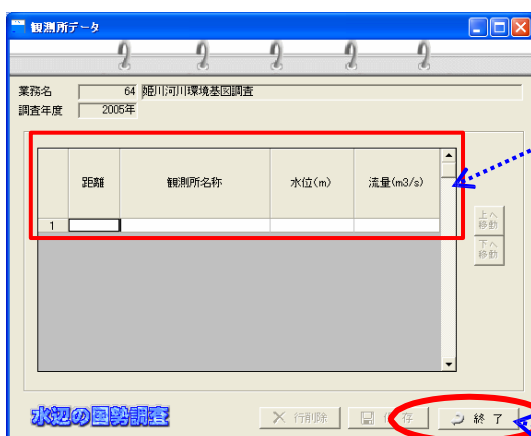 観測所データ
業務名 64 姫川河川環境基図調査
調査年度 2005年
距離 観測所名称 水位(m) 流量(m3/s)
1
上へ
移動
下へ
移動
水辺の国勢調査 行削除 存 終了